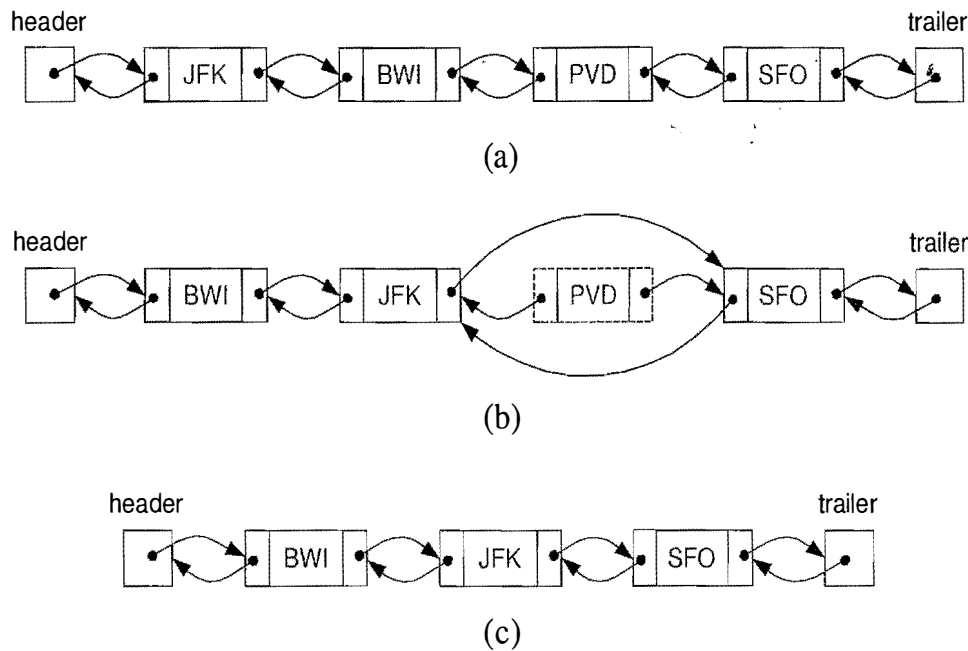 header trailer
JFK BWI PVD SFO
(a)
header trailer
BWI JFK PVD SFO
(b)
header trailer
BWI JFK SFO
(c)